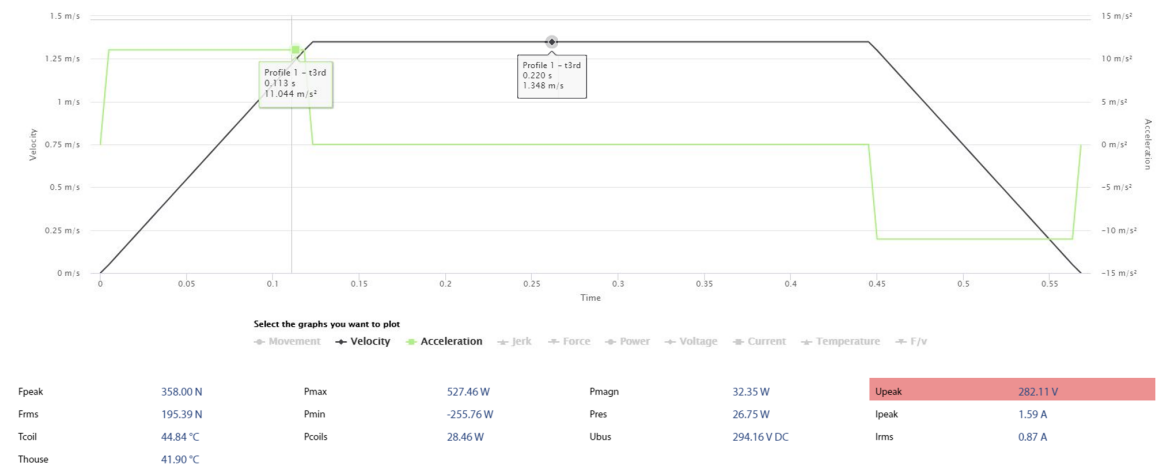 1.5 m/s
15 m/s²
1.25 m/s
10 m/s²
Profile 1 – t3rd
0.113 s
11.044 m/s²
Profile 1 – t3rd
0.220 s
1.348 m/s
1 m/s
5 m/s²
Velocity
0.75 m/s
0 m/s²
Acceleration
0.5 m/s
−5 m/s²
0.25 m/s
−10 m/s²
0 m/s
−15 m/s²
0 0.05 0.1 0.15 0.2 0.25 0.3 0.35 0.4 0.45 0.5 0.55
Time
Select the graphs you want to plot
Movement Velocity Acceleration Jerk Force Power Voltage Current Temperature F/v
Fpeak 358.00 N Pmax 527.46 W Pmagn 32.35 W Upeak 282.11 V
Frms 195.39 N Pmin -255.76 W Pres 26.75 W Ipeak 1.59 A
Tcoil 44.84 °C Pcoils 28.46 W Ubus 294.16 V DC Irms 0.87 A
Thouse 41.90 °C